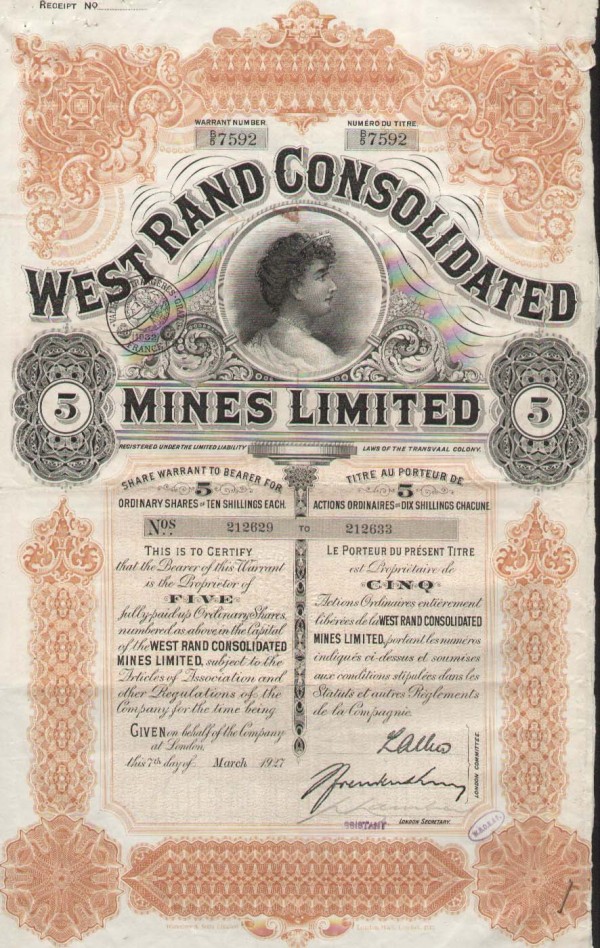 RECEIPT NO
WARRANT NUMBER
NUMÉRO DU TITRE
B/5 7592
B/5 7592
WEST RAND CONSOLIDATED
MINES LIMITED
5
5
1932
FRANCE
REGISTERED UNDER THE LIMITED LIABILITY
LAWS OF THE TRANSVAAL COLONY.
SHARE WARRANT TO BEARER FOR
5
ORDINARY SHARES OF TEN SHILLINGS EACH.
TITRE AU PORTEUR DE
5
ACTIONS ORDINAIRES DE DIX SHILLINGS CHACUNE
NOS 212629 TO 212633
THIS IS TO CERTIFY
that the Bearer of this Warrant
is the Proprietor of
FIVE
fully-paid up Ordinary Shares
numbered as above in the Capital
of the WEST RAND CONSOLIDATED
MINES LIMITED, subject to the
Articles of Association and
other Regulations of the
Company for the time being.
GIVEN on behalf of the Company
at London,
this 7th day of March 1927
LE PORTEUR DU PRÉSENT TITRE
est Propriétaire de
CINQ
Actions Ordinaires entièrement
libérées de la WEST RAND CONSOLIDATED
MINES LIMITED, portant les numéros
indiqués ci-dessus et soumises
aux conditions stipulées dans les
Statuts et autres Règlements
de la Compagnie.
LONDON COMMITTEE.
LONDON SECRETARY.